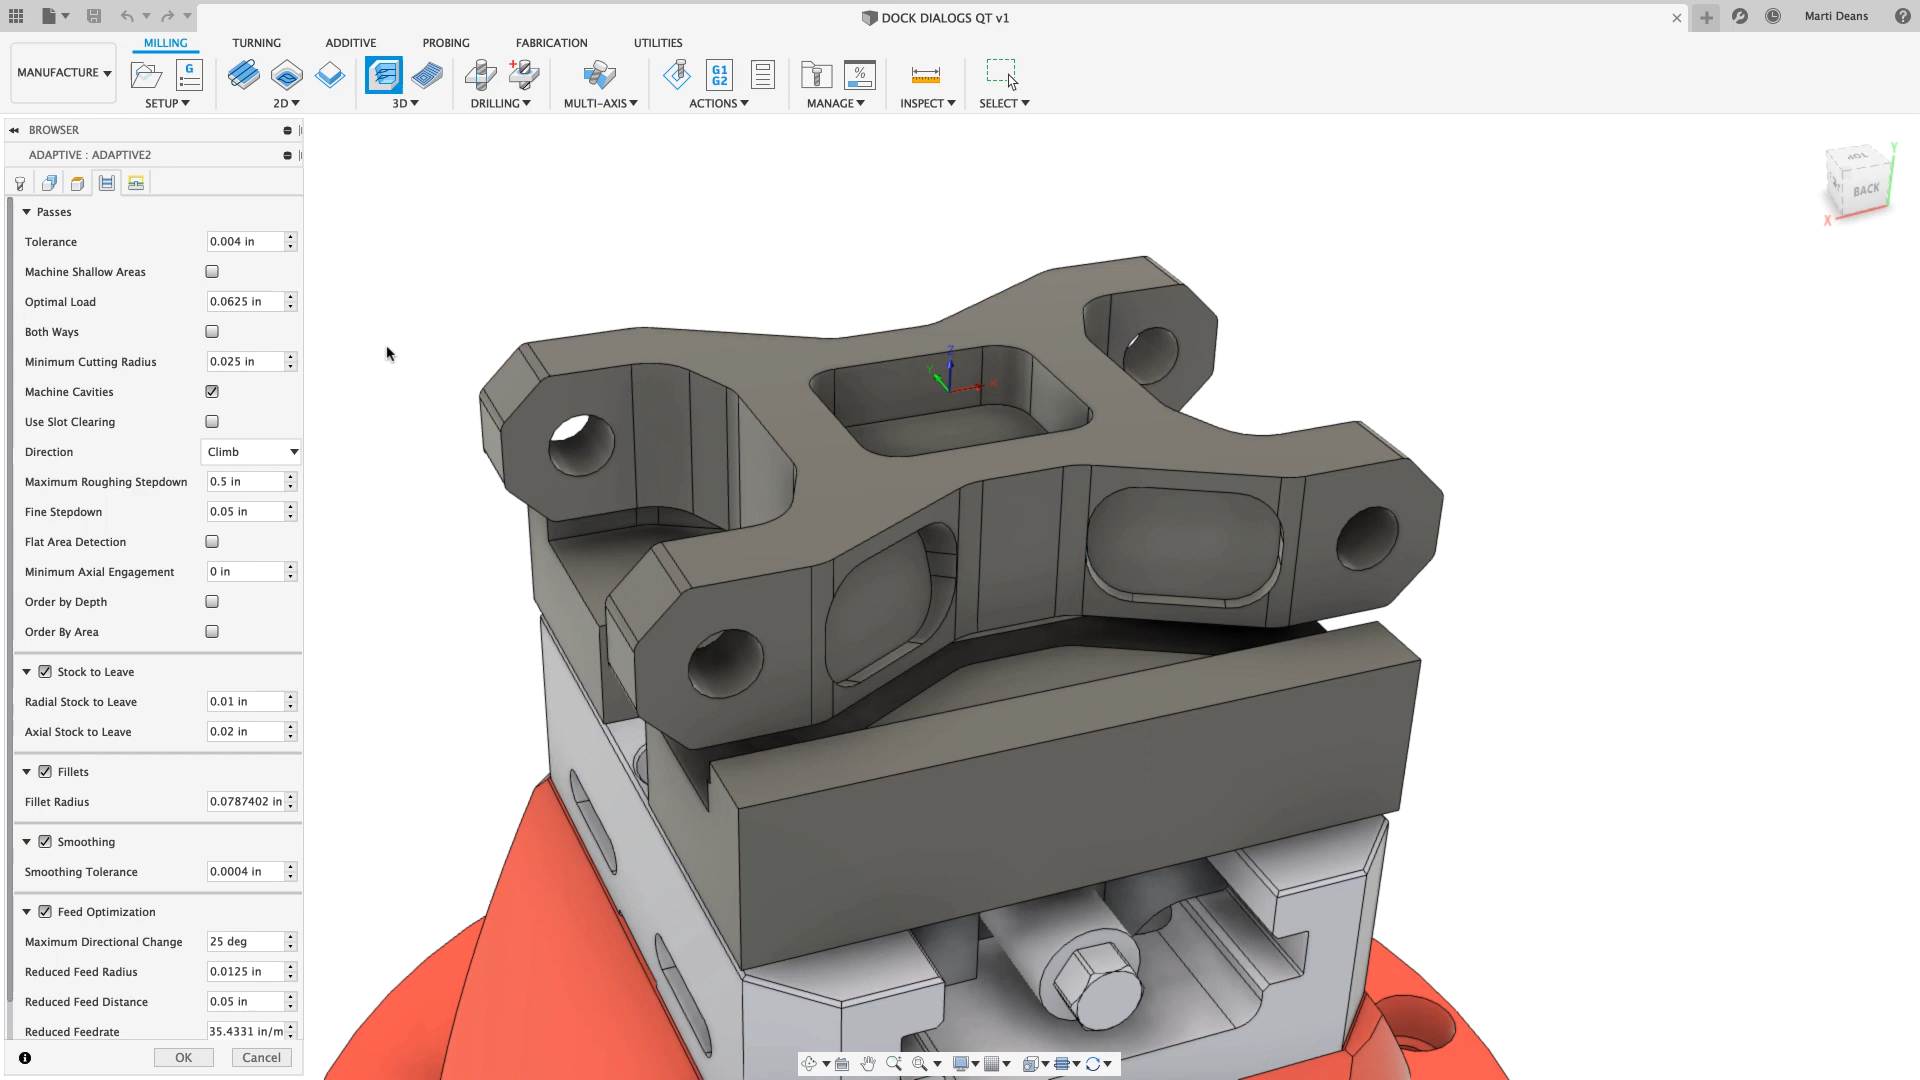 DOCK DIALOGS QT v1
Marti Deans
MILLING
TURNING
ADDITIVE
PROBING
FABRICATION
UTILITIES
MANUFACTURE
G
G1
G2
%
SETUP
2D
3D
DRILLING
MULTI-AXIS
ACTIONS
MANAGE
INSPECT
SELECT
BROWSER
ADAPTIVE : ADAPTIVE2
Passes
Tolerance 0.004 in
Machine Shallow Areas
Optimal Load 0.0625 in
Both Ways
Minimum Cutting Radius 0.025 in
Machine Cavities
Use Slot Clearing
Direction Climb
Maximum Roughing Stepdown 0.5 in
Fine Stepdown 0.05 in
Flat Area Detection
Minimum Axial Engagement 0 in
Order by Depth
Order By Area
Stock to Leave
Radial Stock to Leave 0.01 in
Axial Stock to Leave 0.02 in
Fillets
Fillet Radius 0.0787402 in
Smoothing
Smoothing Tolerance 0.0004 in
Feed Optimization
Maximum Directional Change 25 deg
Reduced Feed Radius 0.0125 in
Reduced Feed Distance 0.05 in
Reduced Feedrate 35.4331 in/m
OK
Cancel
Z
Y
X
TOP
BACK
Y
X